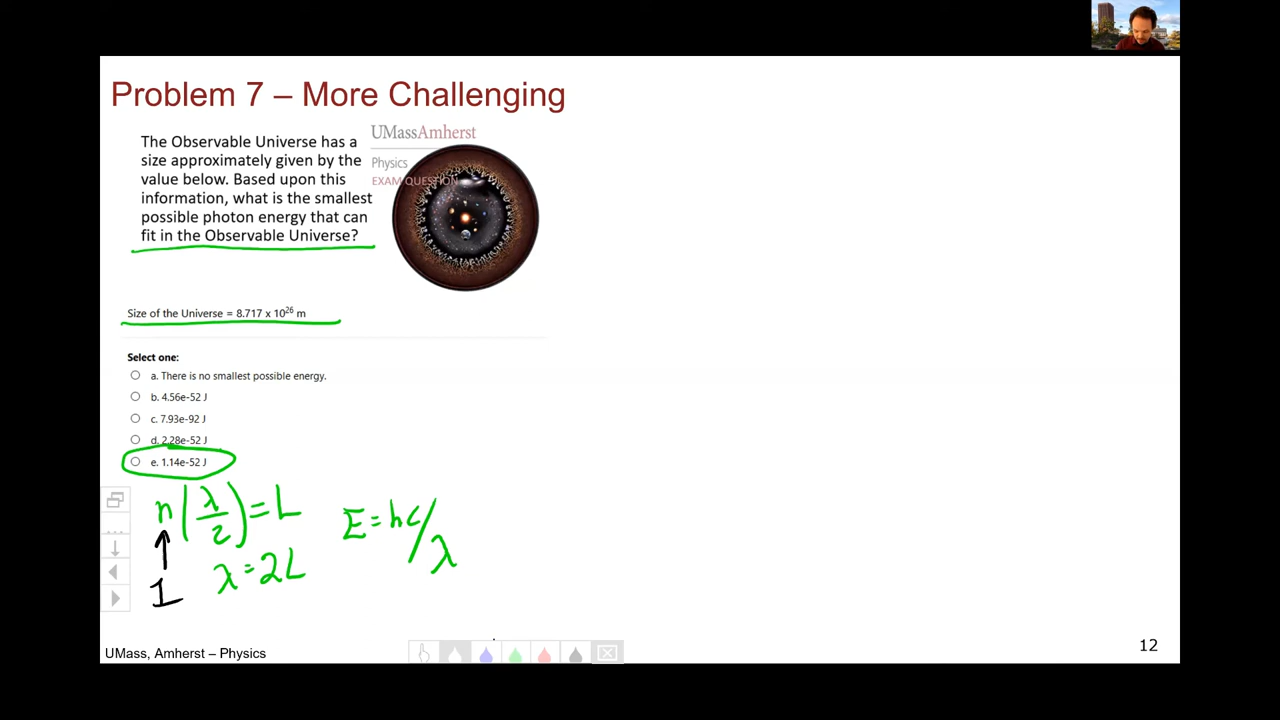 Problem 7 – More Challenging
The Observable Universe has a
size approximately given by the
value below. Based upon this
information, what is the smallest
possible photon energy that can
fit in the Observable Universe?
UMassAmherst
Physics
EXAM QUESTION
Size of the Universe = 8.717 x 10²⁶ m
Select one:
a. There is no smallest possible energy.
b. 4.56e-52 J
c. 7.93e-92 J
d. 2.28e-52 J
e. 1.14e-52 J
n(λ/2) = L
1
λ = 2L
E = hc/λ
UMass, Amherst – Physics
12